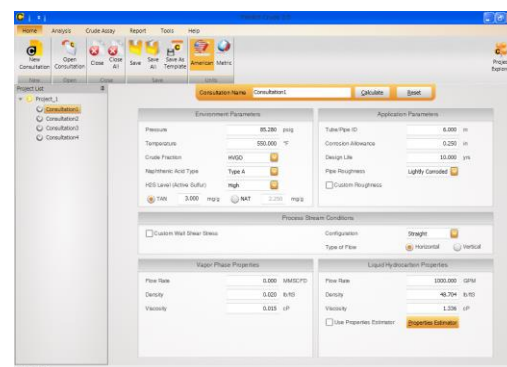 Home Analysis Crude Assay Report Tools Help
New Consultation Open Consultation Close Close All Save Save All Save As Template American Metric
New Open Close Save Units
Project List
Project_1
Consultation1
Consultation2
Consultation3
Consultation4
Consultation Name Consultation1 Calculate Reset
Environment Parameters
Pressure 85.280 psig
Temperature 550.000 °F
Crude Fraction HVGO
Naphthenic Acid Type Type A
H2S Level (Active Sulfur) High
TAN 3.000 mg/g NAT mg/g
Application Parameters
Tube/Pipe ID 6.000 in
Corrosion Allowance 0.250 in
Design Life 10.000 yrs
Pipe Roughness Lightly Corroded
Custom Roughness
Process Stream Conditions
Custom Wall Shear Stress
Configuration Straight
Type of Flow Horizontal Vertical
Vapor Phase Properties
Flow Rate 0.000 MMSCFD
Density 0.020 lb/ft3
Viscosity 0.015 cP
Liquid Hydrocarbon Properties
Flow Rate 1000.000 GPM
Density 48.704 lb/ft3
Viscosity 1.336 cP
Use Properties Estimator Properties Estimator